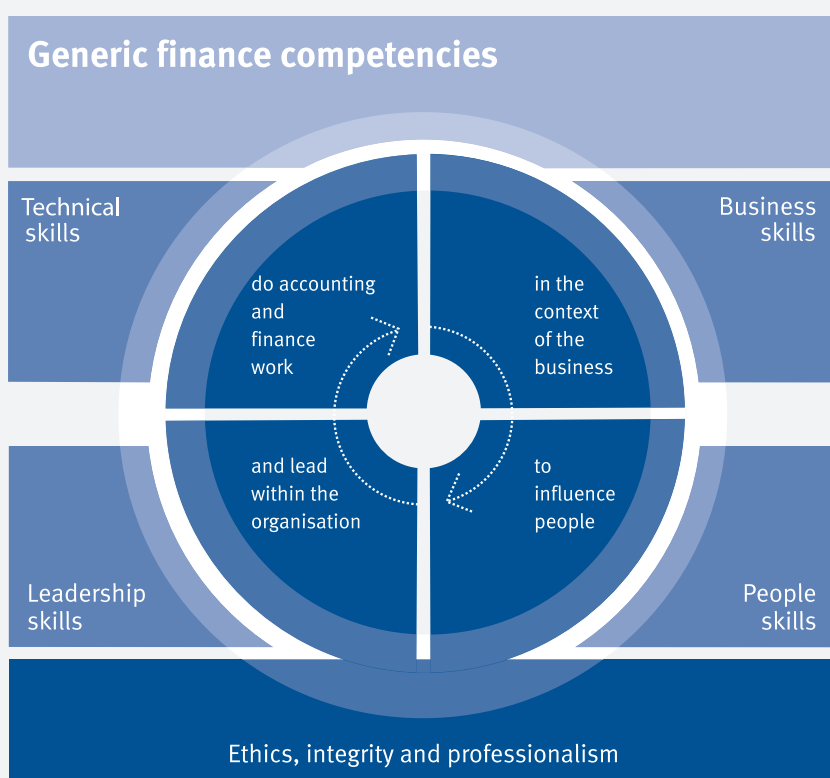 Generic finance competencies
Technical
skills
Business
skills
do accounting
and
finance
work
in the
context
of the
business
and lead
within the
organisation
to
influence
people
Leadership
skills
People
skills
Ethics, integrity and professionalism